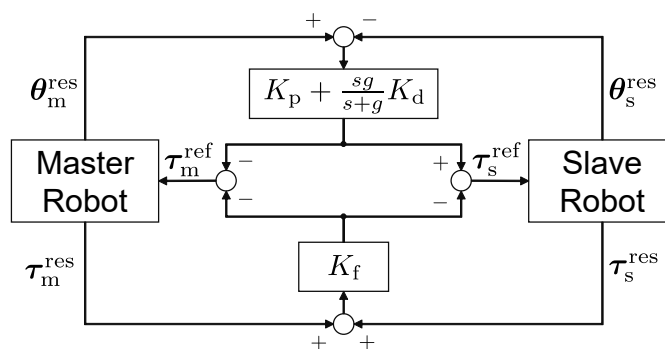 + −
θ_m^res K_p + \frac{sg}{s+g} K_d θ_s^res
Master Robot τ_m^ref − + τ_s^ref Slave Robot
− −
τ_m^res K_f τ_s^res
+ +